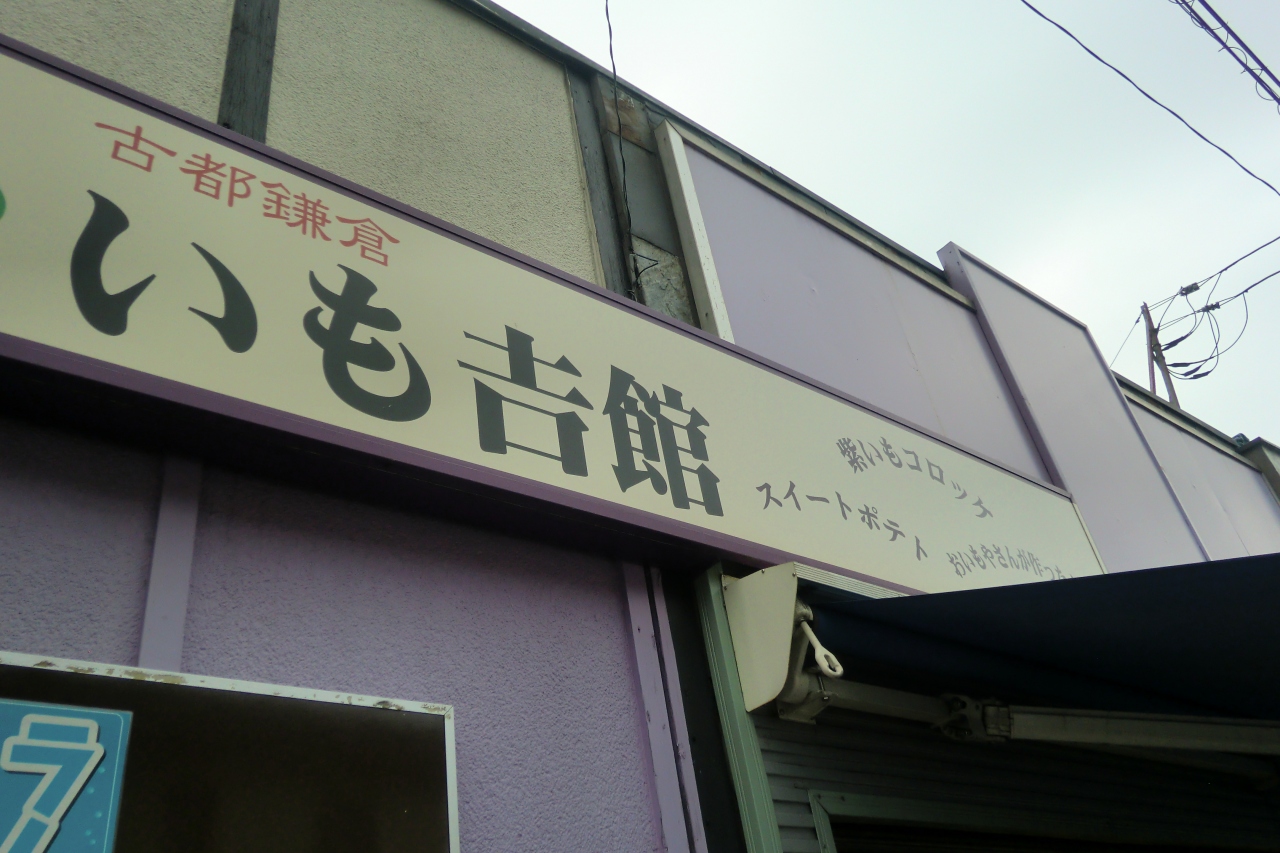 古都鎌倉
いも吉館
紫いもコロッケ
スイートポテト
おいもやさんが作った
ラ